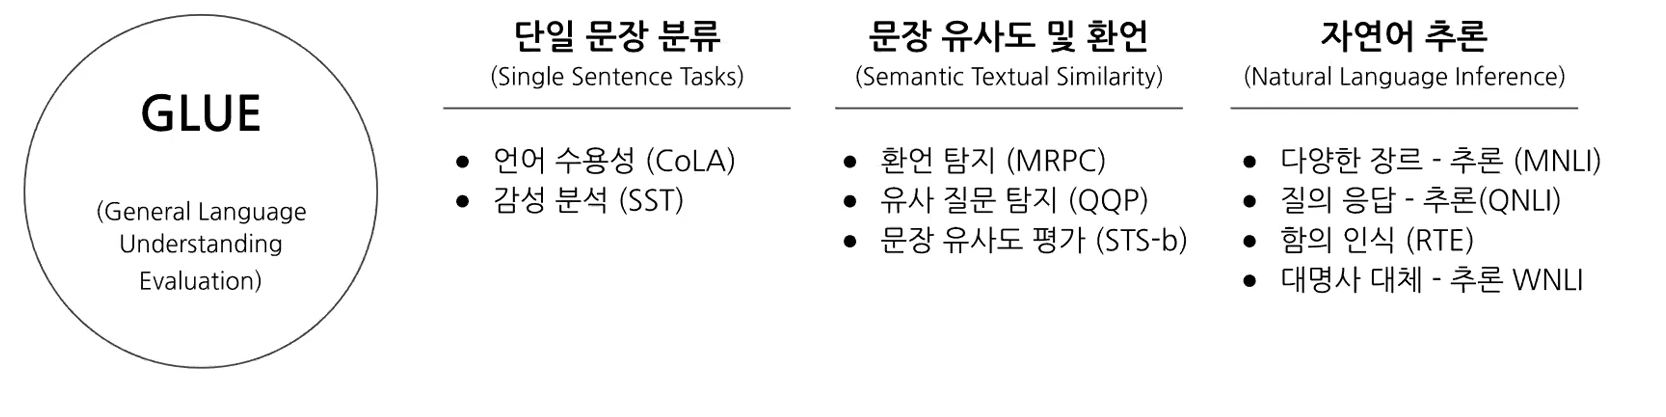 GLUE
(General Language
Understanding
Evaluation)
단일 문장 분류
(Single Sentence Tasks)
● 언어 수용성 (CoLA)
● 감성 분석 (SST)
문장 유사도 및 환언
(Semantic Textual Similarity)
● 환언 탐지 (MRPC)
● 유사 질문 탐지 (QQP)
● 문장 유사도 평가 (STS-b)
자연어 추론
(Natural Language Inference)
● 다양한 장르 - 추론 (MNLI)
● 질의 응답 - 추론(QNLI)
● 함의 인식 (RTE)
● 대명사 대체 - 추론 WNLI